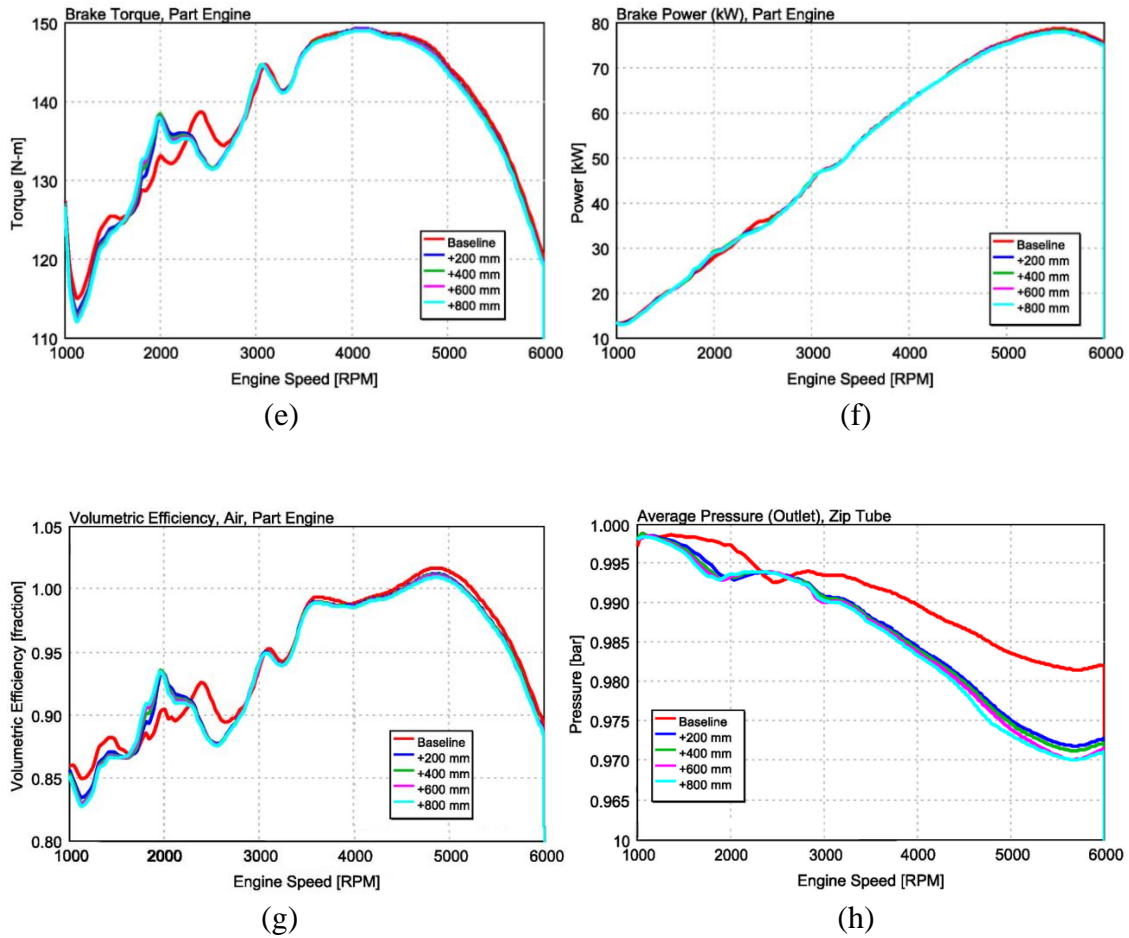 Brake Torque, Part Engine
150
140
130
120
110
Torque [N-m]
Baseline
+200 mm
+400 mm
+600 mm
+800 mm
1000 2000 3000 4000 5000 6000
Engine Speed [RPM]
(e)
Brake Power (kW), Part Engine
80
70
60
50
40
30
20
10
Power [kW]
Baseline
+200 mm
+400 mm
+600 mm
+800 mm
1000 2000 3000 4000 5000 6000
Engine Speed [RPM]
(f)
Volumetric Efficiency, Air, Part Engine
1.05
1.00
0.95
0.90
0.85
0.80
Volumetric Efficiency [fraction]
Baseline
+200 mm
+400 mm
+600 mm
+800 mm
1000 2000 3000 4000 5000 6000
Engine Speed [RPM]
(g)
Average Pressure (Outlet), Zip Tube
1.000
0.995
0.990
0.985
0.980
0.975
0.970
0.965
10
Pressure [bar]
Baseline
+200 mm
+400 mm
+600 mm
+800 mm
1000 2000 3000 4000 5000 6000
Engine Speed [RPM]
(h)